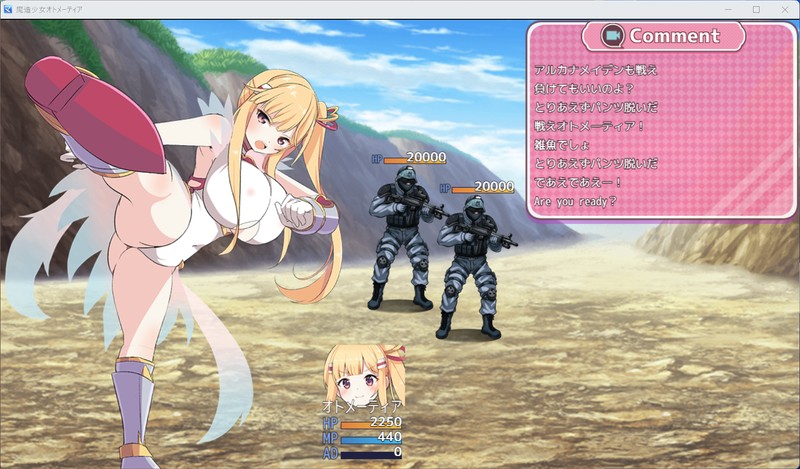 魔造少女オトメーティア
Comment
アルカナメイデンも戦え
負けてもいいのよ？
とりあえずパンツ脱いだ
戦えオトメーティア！
雑魚でしょ
とりあえずパンツ脱いだ
であえであえー！
Are you ready？
HP 20000
HP 20000
オトメーティア
HP 2250
MP 440
AD 0